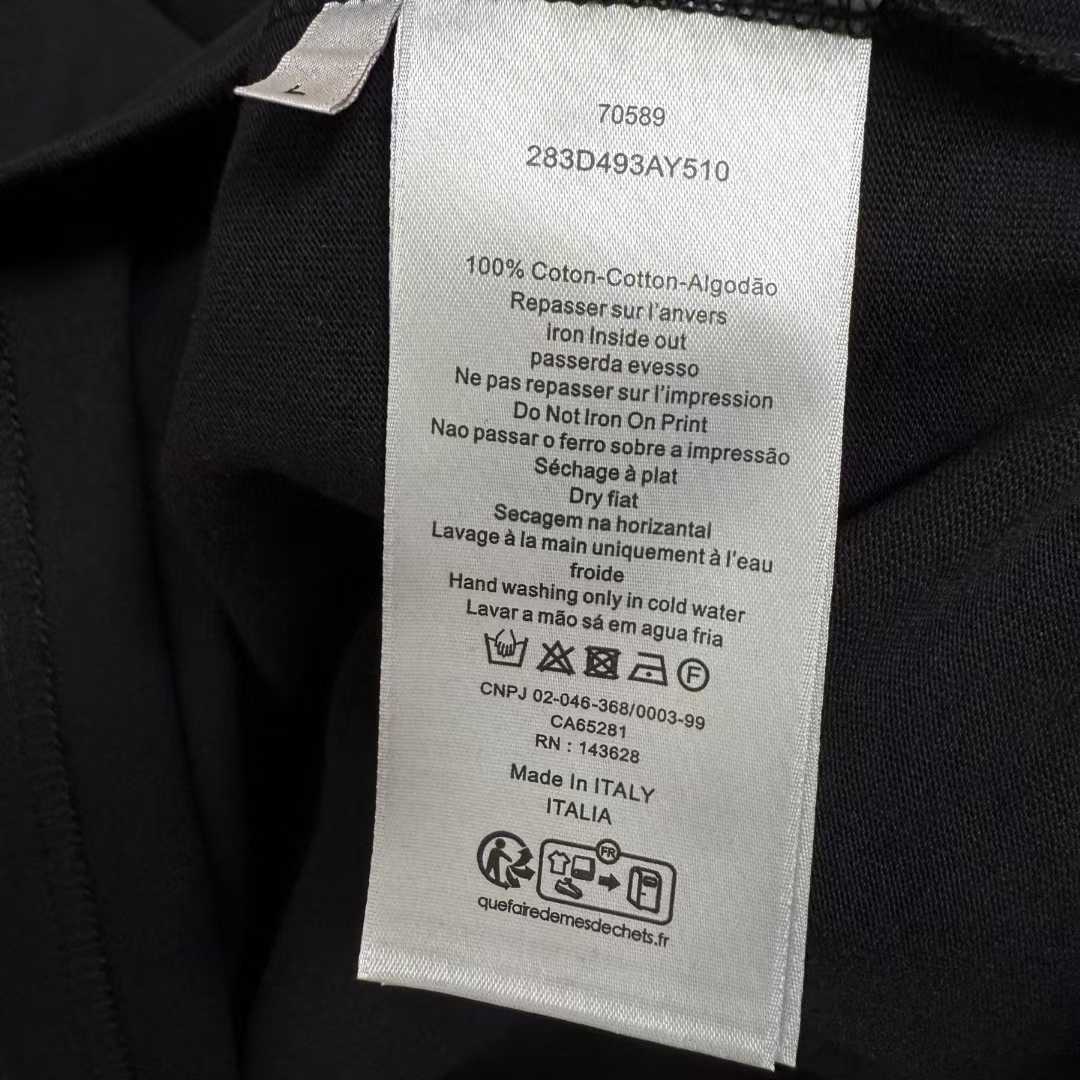 L
70589
283D493AY510
100% Coton-Cotton-Algodão
Repasser sur l'anvers
iron Inside out
passerda evesso
Ne pas repasser sur l'impression
Do Not Iron On Print
Nao passar o ferro sobre a impressão
Séchage à plat
Dry fiat
Secagem na horizantal
Lavage à la main uniquement à l'eau
froide
Hand washing only in cold water
Lavar a mão sá em agua fria
F
CNPJ 02-046-368/0003-99
CA65281
RN : 143628
Made In ITALY
ITALIA
FR
quefairedemesdechets.fr